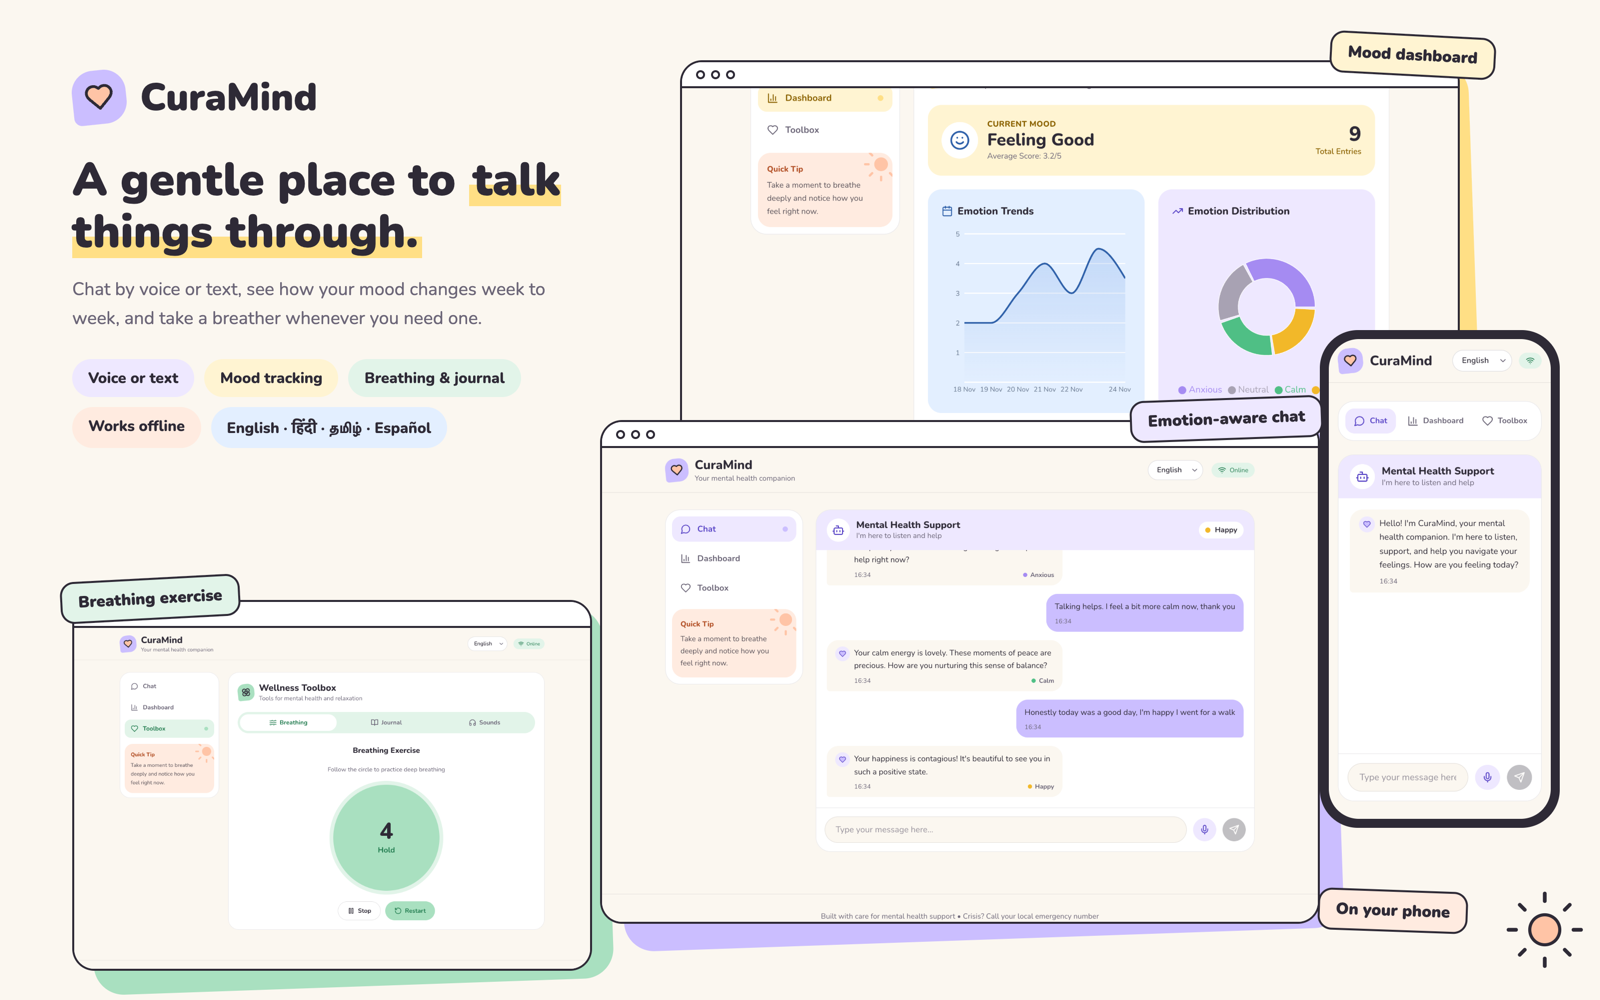 CuraMind
A gentle place to talk
things through.
Chat by voice or text, see how your mood changes week to
week, and take a breather whenever you need one.
Voice or text
Mood tracking
Breathing & journal
Works offline
English · हिंदी · தமிழ் · Español
Mood dashboard
Dashboard
Toolbox
Quick Tip
Take a moment to breathe
deeply and notice how you
feel right now.
CURRENT MOOD
Feeling Good
Average Score: 3.2/5
9
Total Entries
Emotion Trends
5
4
3
2
1
18 Nov 19 Nov 20 Nov 21 Nov 22 Nov 24 Nov
Emotion Distribution
Anxious Neutral Calm
Emotion-aware chat
CuraMind
Your mental health companion
English
Online
Chat
Dashboard
Toolbox
Quick Tip
Take a moment to breathe
deeply and notice how you
feel right now.
Mental Health Support
I'm here to listen and help
Happy
help right now?
16:34
Anxious
Talking helps. I feel a bit more calm now, thank you
16:34
Your calm energy is lovely. These moments of peace are
precious. How are you nurturing this sense of balance?
16:34
Calm
Honestly today was a good day, I'm happy I went for a walk
16:34
Your happiness is contagious! It's beautiful to see you in
such a positive state.
16:34
Happy
Type your message here...
Built with care for mental health support • Crisis? Call your local emergency number
CuraMind
English
Chat
Dashboard
Toolbox
Mental Health Support
I'm here to listen and help
Hello! I'm CuraMind, your mental
health companion. I'm here to listen,
support, and help you navigate your
feelings. How are you feeling today?
16:34
Type your message here
On your phone
Breathing exercise
CuraMind
Your mental health companion
English
Online
Chat
Dashboard
Toolbox
Quick Tip
Take a moment to breathe
deeply and notice how you
feel right now.
Wellness Toolbox
Tools for mental health and relaxation
Breathing
Journal
Sounds
Breathing Exercise
Follow the circle to practice deep breathing
4
Hold
Stop
Restart